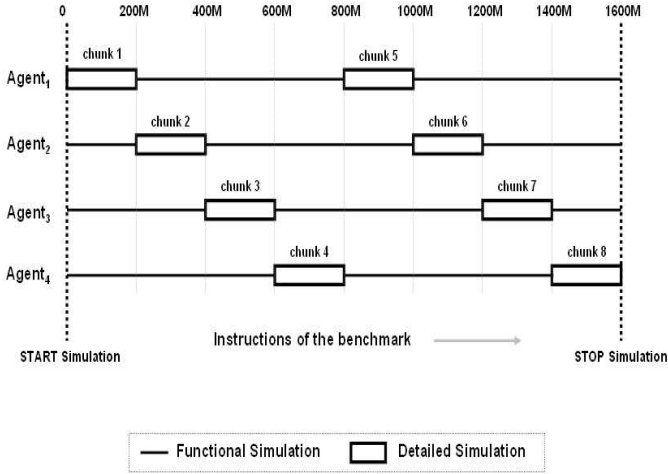 0 200M 400M 600M 800M 1000M 1200M 1400M 1600M
chunk 1 chunk 5
Agent1
chunk 2 chunk 6
Agent2
chunk 3 chunk 7
Agent3
chunk 4 chunk 8
Agent4
Instructions of the benchmark
START Simulation STOP Simulation
Functional Simulation Detailed Simulation